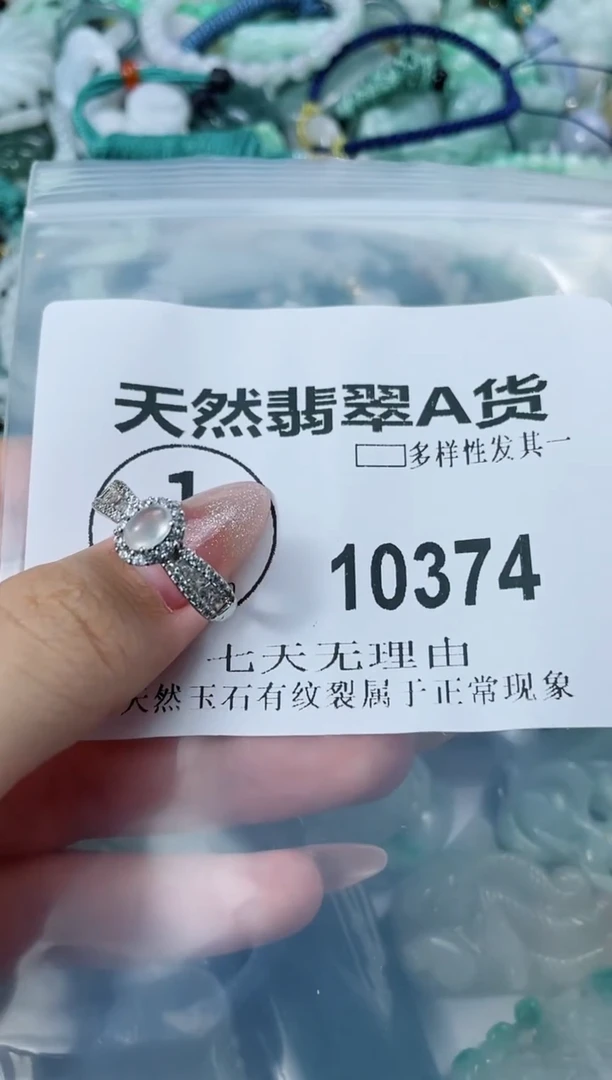 天然翡翠A货
多样性发其一
1
10374
七天无理由
天然玉石有纹裂属于正常现象